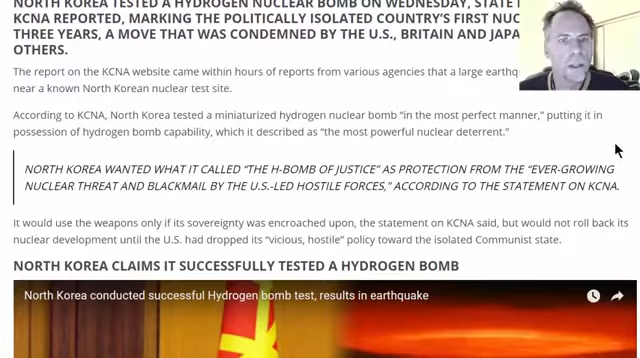 NORTH KOREA TESTED A HYDROGEN NUCLEAR BOMB ON WEDNESDAY, STATE
KCNA REPORTED, MARKING THE POLITICALLY ISOLATED COUNTRY'S FIRST
THREE YEARS, A MOVE THAT WAS CONDEMNED BY THE U.S., BRITAIN AND
OTHERS.
The report on the KCNA website came within hours of reports from various agencies that a large
near a known North Korean nuclear test site.
According to KCNA, North Korea tested a miniaturized hydrogen nuclear bomb “in the most perfect manner,” putting it in
possession of hydrogen bomb capability, which it described as “the most powerful nuclear deterrent.”
NORTH KOREA WANTED WHAT IT CALLED “THE H-BOMB OF JUSTICE” AS PROTECTION FROM THE “EVER-GROWING
NUCLEAR THREAT AND BLACKMAIL BY THE U.S.-LED HOSTILE FORCES,” ACCORDING TO THE STATEMENT ON KCNA.
It would use the weapons only if its sovereignty was encroached upon, the statement on KCNA said, but would not roll back its
nuclear development until the U.S. had dropped its “vicious, hostile” policy toward the isolated Communist state.
NORTH KOREA CLAIMS IT SUCCESSFULLY TESTED A HYDROGEN BOMB
North Korea conducted successful Hydrogen bomb test, results in earthquake